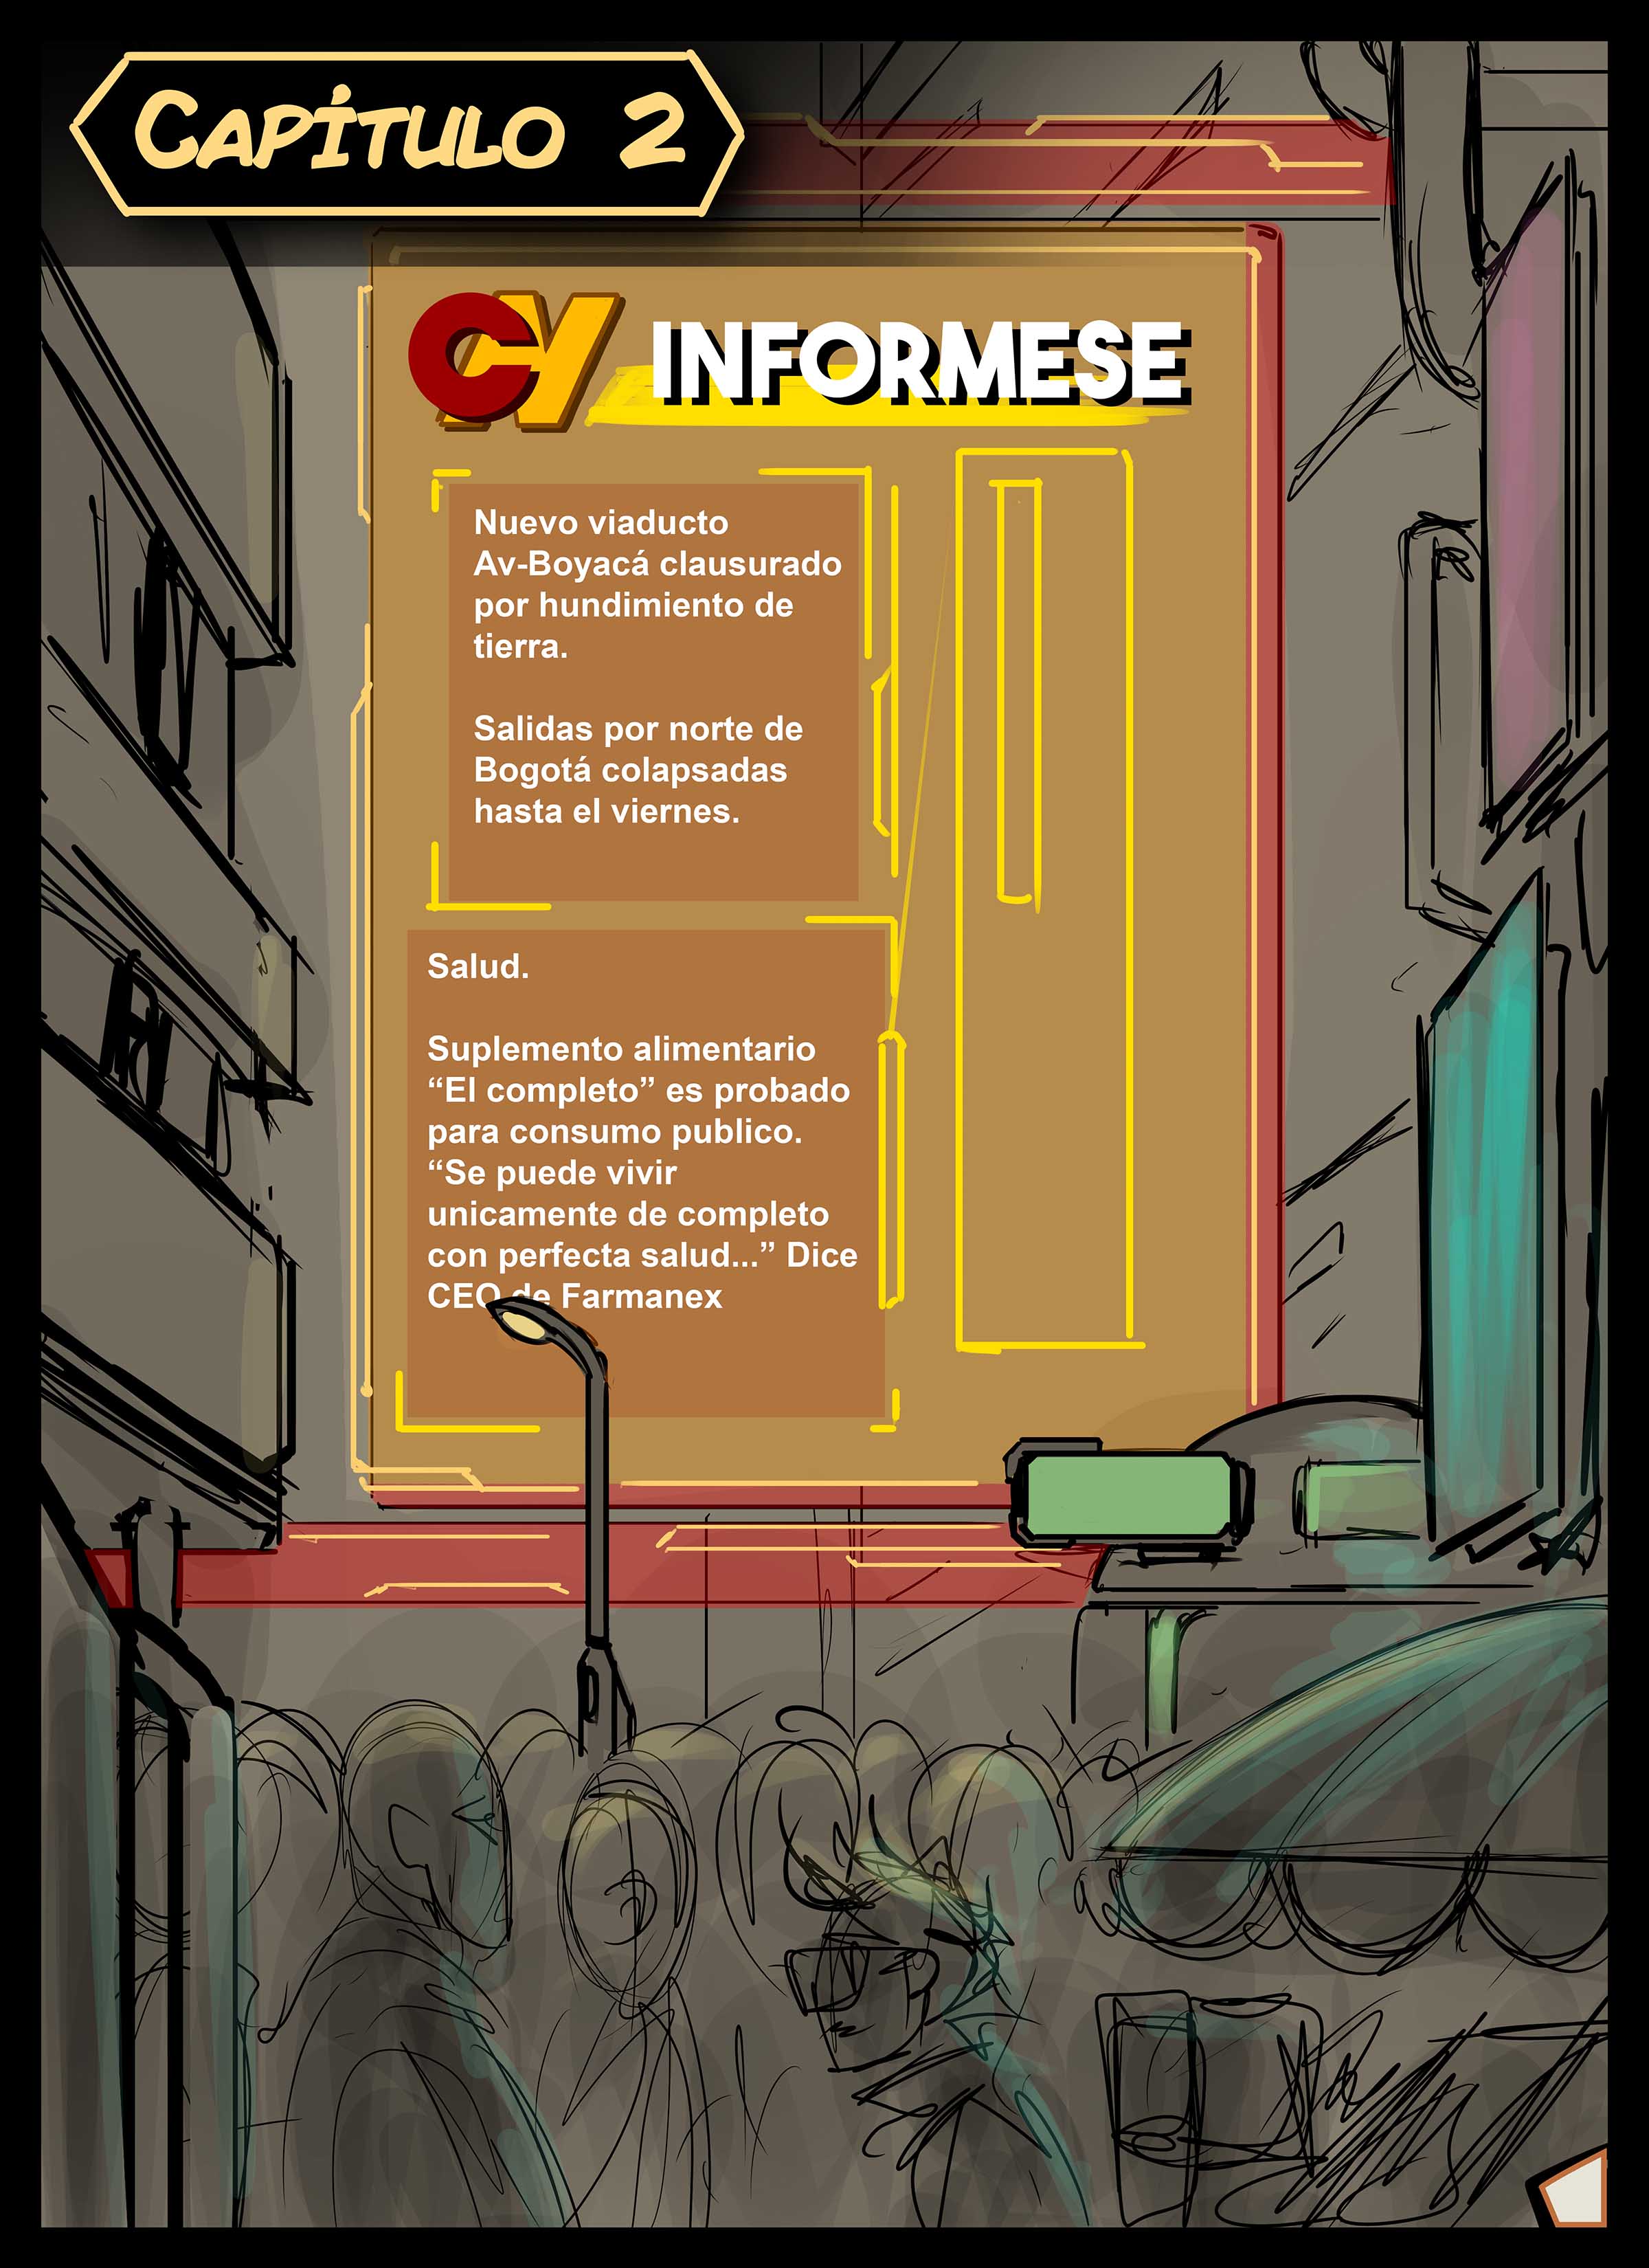 CAPÍTULO 2
CY INFORMESE
Nuevo viaducto
Av-Boyacá clausurado
por hundimiento de
tierra.
Salidas por norte de
Bogotá colapsadas
hasta el viernes.
Salud.
Suplemento alimentario
“El completo” es probado
para consumo publico.
“Se puede vivir
unicamente de completo
con perfecta salud...” Dice
CEO de Farmanex